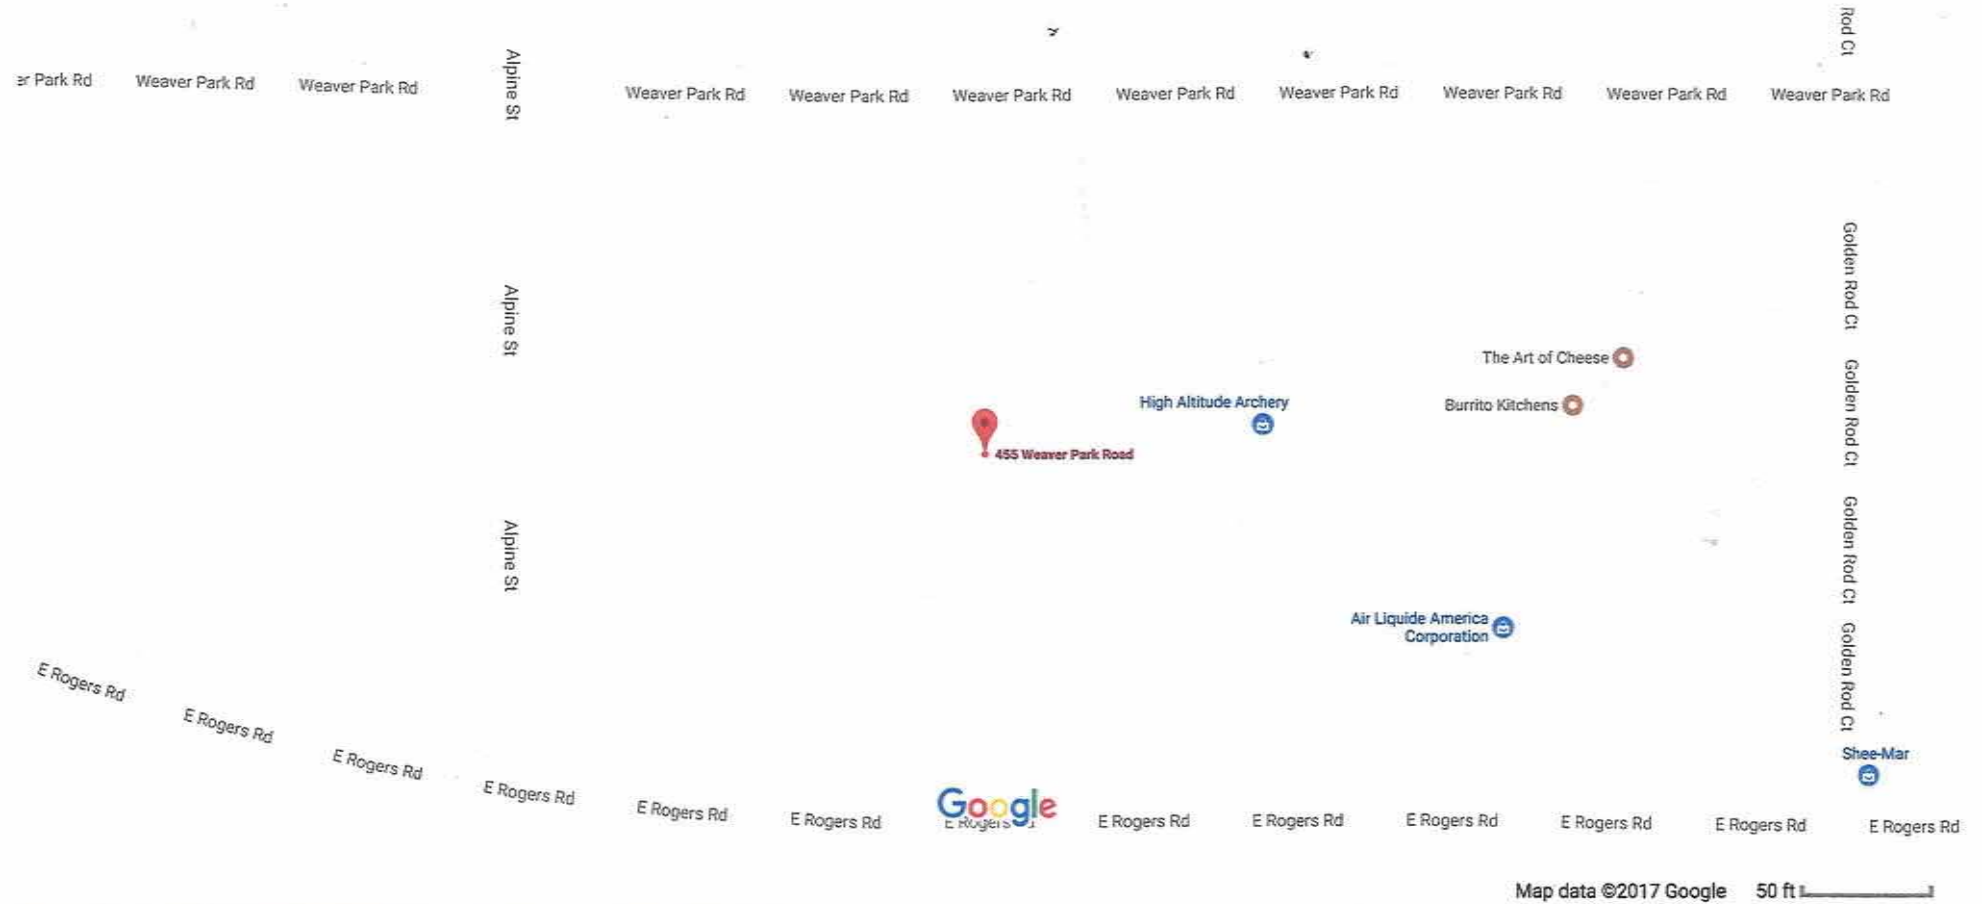 Rod Ct
er Park Rd
Weaver Park Rd
Weaver Park Rd
Alpine St
Weaver Park Rd
Weaver Park Rd
Weaver Park Rd
Weaver Park Rd
Weaver Park Rd
Weaver Park Rd
Weaver Park Rd
Weaver Park Rd
Golden Rod Ct
Alpine St
The Art of Cheese
Golden Rod Ct
High Altitude Archery
Burrito Kitchens
455 Weaver Park Road
Alpine St
Golden Rod Ct
Air Liquide America
Corporation
Golden Rod Ct
E Rogers Rd
E Rogers Rd
E Rogers Rd
E Rogers Rd
Shee-Mar
E Rogers Rd
E Rogers Rd
Google
E Rogers Rd
E Rogers Rd
E Rogers Rd
E Rogers Rd
E Rogers Rd
E Rogers Rd
Map data ©2017 Google 50 ft